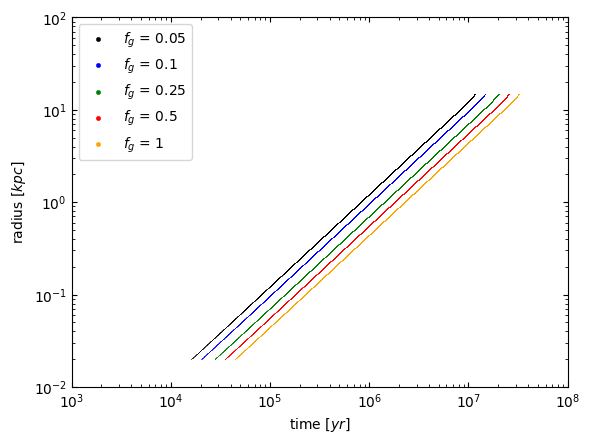 10^2
10^1
10^0
10^-1
10^-2
radius [kpc]
f_g = 0.05
f_g = 0.1
f_g = 0.25
f_g = 0.5
f_g = 1
10^3 10^4 10^5 10^6 10^7 10^8
time [yr]